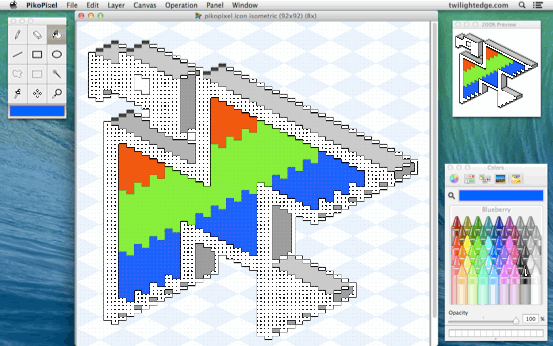 PikoPixel File Edit Layer Canvas Operation Panel Window twilightedge.com
pikopixel icon isometric (92x92) (8x)
200% Preview
Colors
Blueberry
Opacity
100 %